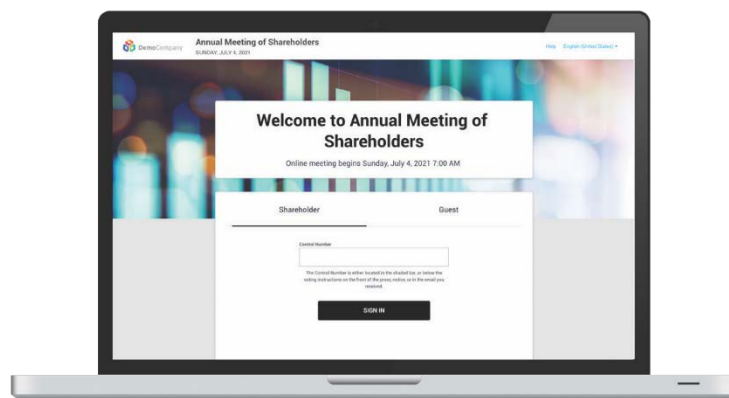 DemoCompany
Annual Meeting of Shareholders
SUNDAY, JULY 4, 2021
Help English (United States)
Welcome to Annual Meeting of
Shareholders
Online meeting begins Sunday, July 4, 2021 7:00 AM
Shareholder Guest
Control Number
The Control Number is either located in the shaded bar, or below the
voting instructions on the front of the proxy, notice, or in the email you
received.
SIGN IN